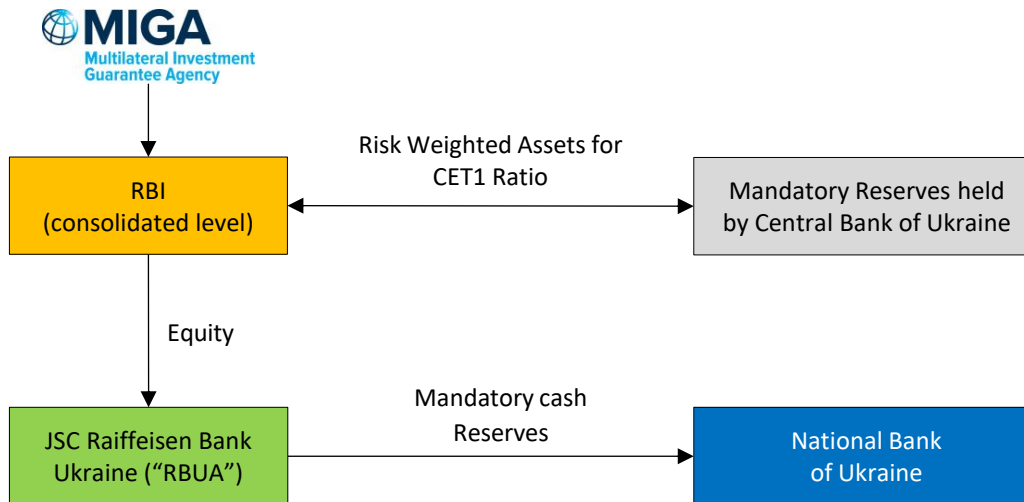 MIGA
Multilateral Investment
Guarantee Agency
Risk Weighted Assets for
CET1 Ratio
RBI
(consolidated level)
Mandatory Reserves held
by Central Bank of Ukraine
Equity
Mandatory cash
Reserves
JSC Raiffeisen Bank
Ukraine (“RBUA”)
National Bank
of Ukraine